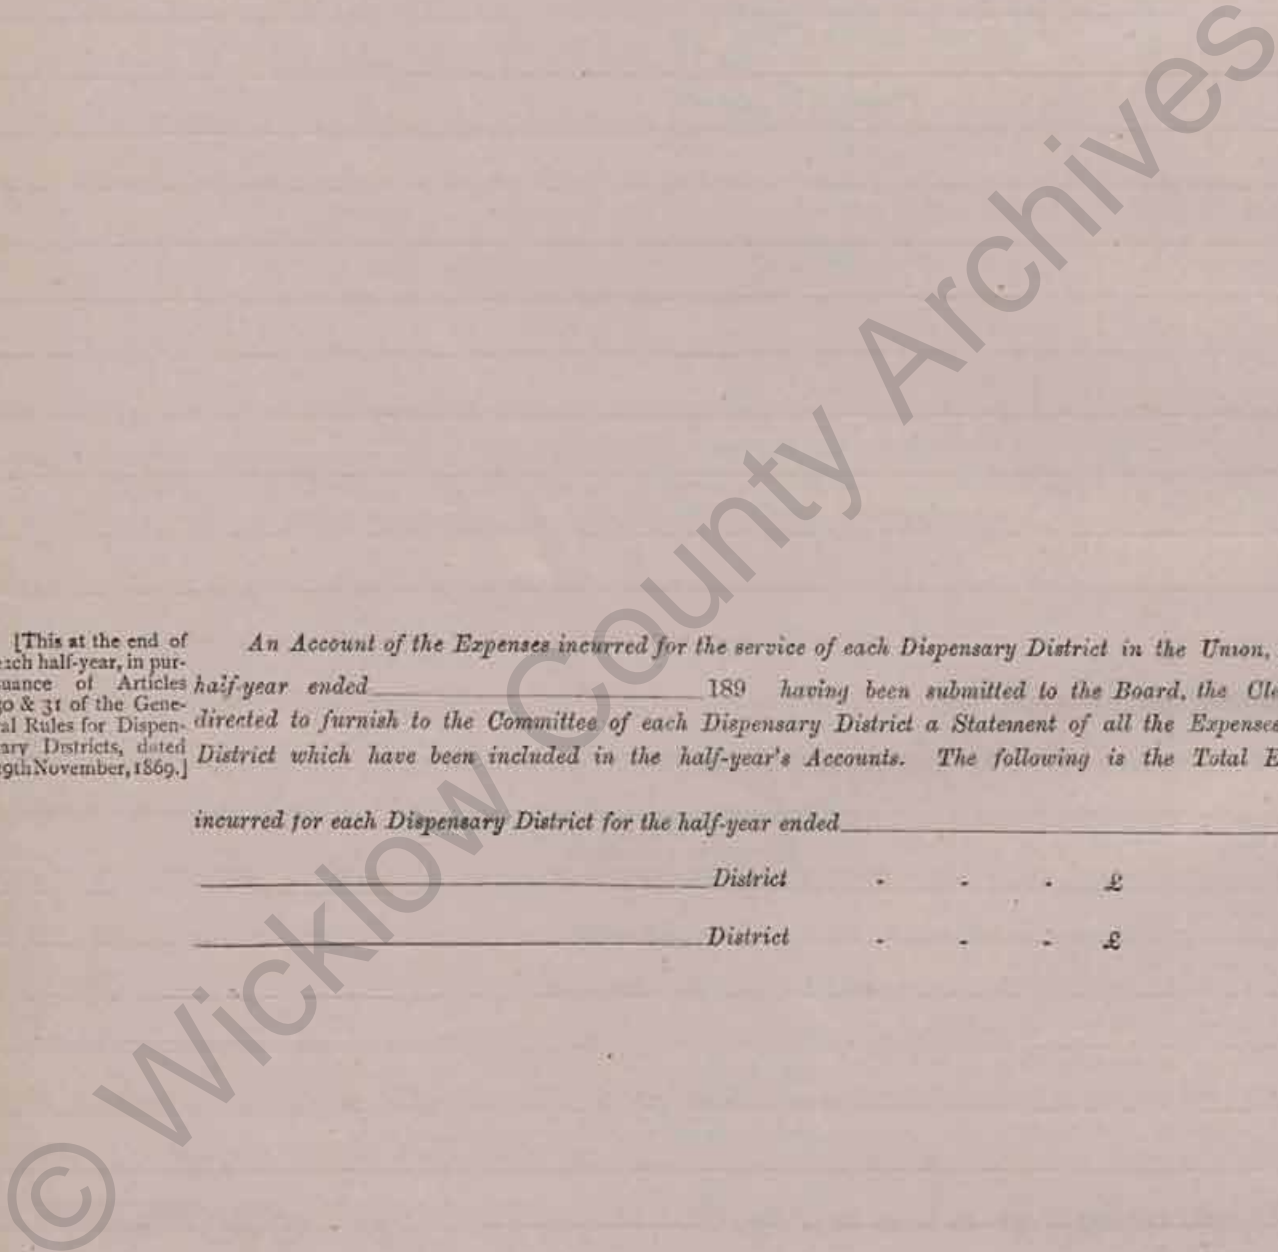 [This at the end of
ach half-year, in pur-
uance of Articles
30 & 31 of the Gene-
al Rules for Dispen-
ary Districts, dated
9th November, 1869.]
An Account of the Expenses incurred for the service of each Dispensary District in the Union,
half-year ended 189 having been submitted to the Board, the Cle
directed to furnish to the Committee of each Dispensary District a Statement of all the Expenses
District which have been included in the half-year's Accounts. The following is the Total E
incurred for each Dispensary District for the half-year ended
District - - - £
District - - - £
© Wicklow County Archives